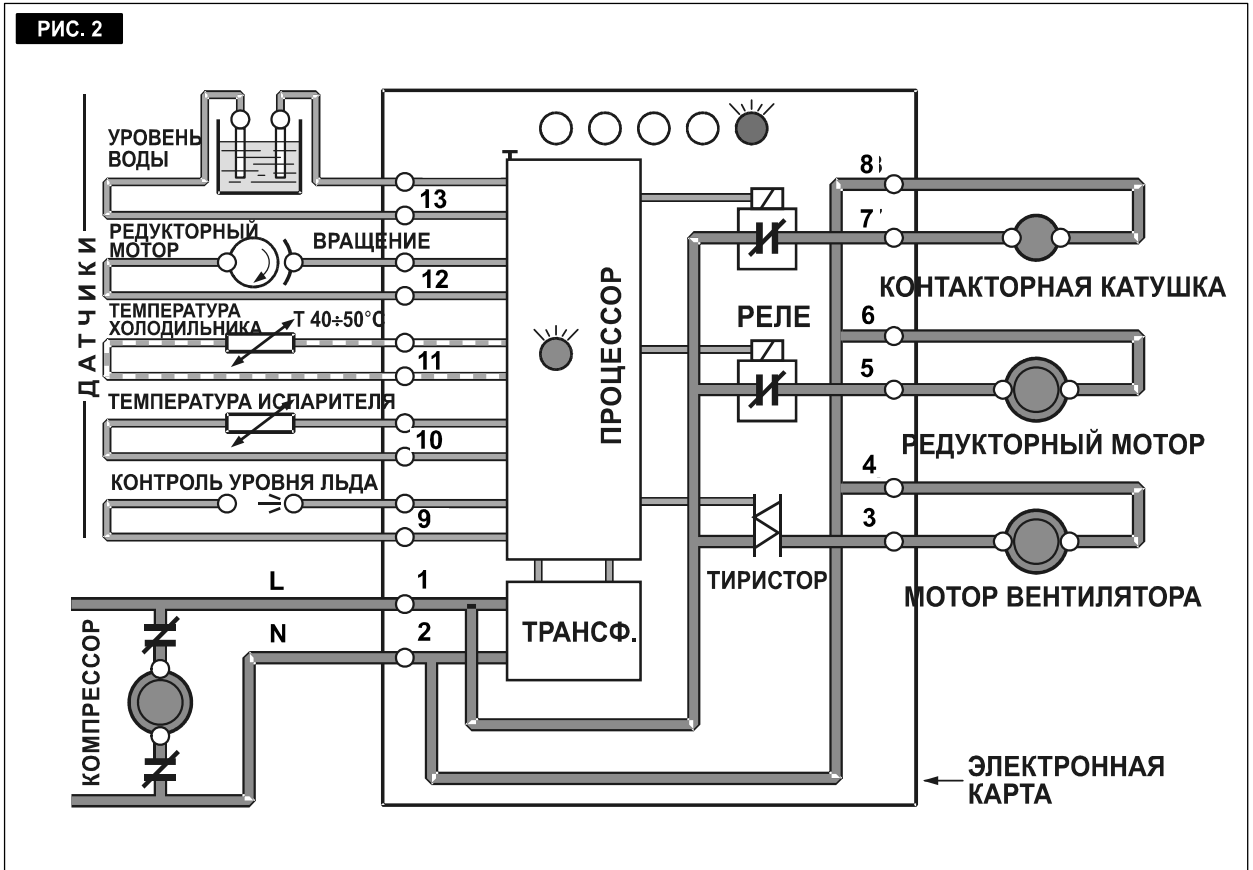 РИС. 2
УРОВЕНЬ
ВОДЫ
13
РЕДУКТОРНЫЙ
МОТОР
ВРАЩЕНИЕ
12
ТЕМПЕРАТУРА
ХОЛОДИЛЬНИКА
Т 40÷50°С
11
ТЕМПЕРАТУРА ИСПАРИТЕЛЯ
10
КОНТРОЛЬ УРОВНЯ ЛЬДА
9
ДАТЧИКИ
L
1
N
2
КОМПРЕССОР
ПРОЦЕССОР
ТРАНСФ.
РЕЛЕ
ТИРИСТОР
8
7
КОНТАКТОРНАЯ КАТУШКА
6
5
РЕДУКТОРНЫЙ МОТОР
4
3
МОТОР ВЕНТИЛЯТОРА
ЭЛЕКТРОННАЯ
КАРТА